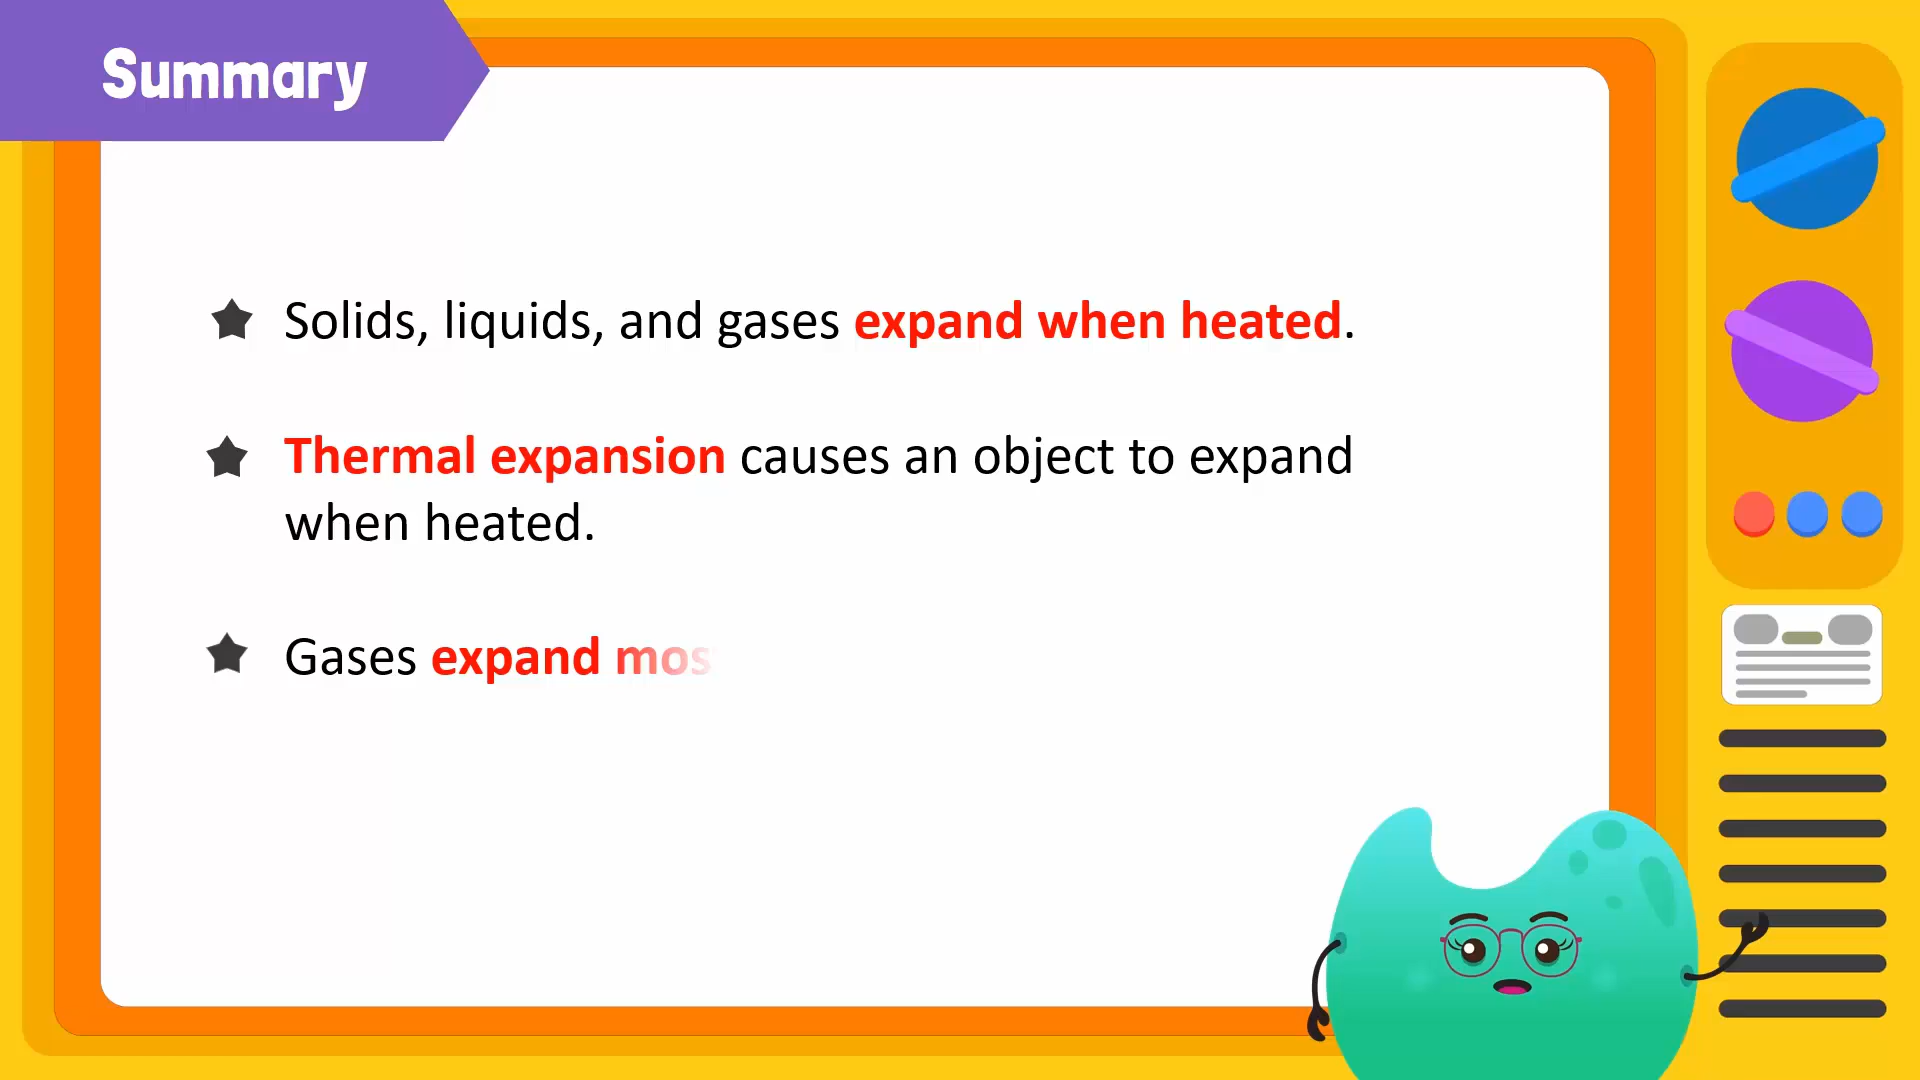 Summary
Solids, liquids, and gases expand when heated.
Thermal expansion causes an object to expand
when heated.
Gases expand mos